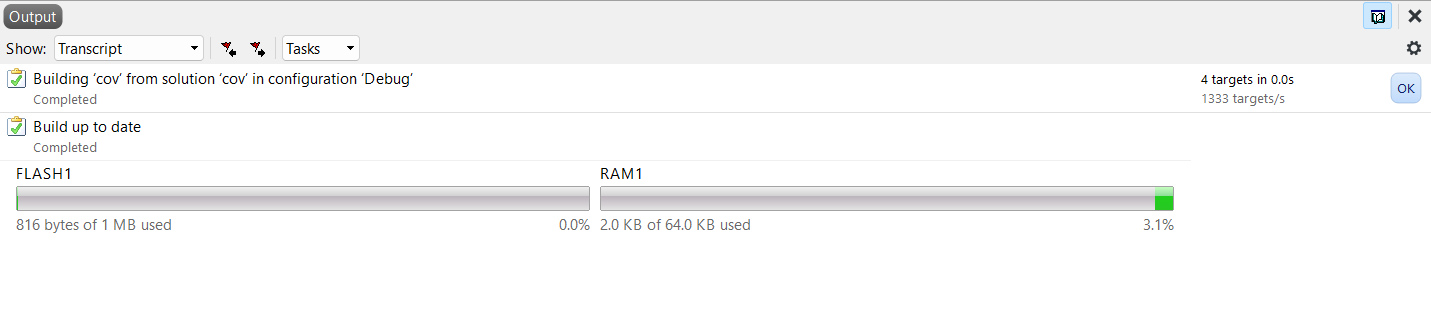 Output
Show: Transcript Tasks
Building ‘cov’ from solution ‘cov’ in configuration ‘Debug’ 4 targets in 0.0s OK
Completed 1333 targets/s
Build up to date
Completed
FLASH1 RAM1
816 bytes of 1 MB used 0.0% 2.0 KB of 64.0 KB used 3.1%